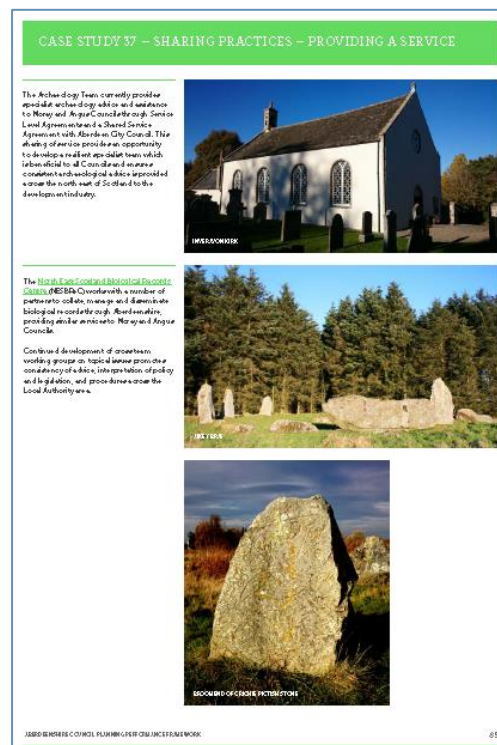 CASE STUDY 37 – SHARING PRACTICES – PROVIDING A SERVICE
The Archaeology Team currently provides
specialist archaeology advice and assistance
to Moray and Angus Councils through Service
Level Agreements and a Shared Service
Agreement with Aberdeen City Council. This
sharing of service provides an opportunity
to develop a resilient specialist team which
is beneficial to all Councils and ensures
consistent archaeological advice is provided
across the north east of Scotland to the
development industry.
INVERAVON KIRK
The North East Scotland Biological Records
Centre (NESBReC) works with a number of
partners to collate, manage and disseminate
biological records through Aberdeenshire,
providing similar services to Moray and Angus
Councils.
Continued development of cross team
working groups on topical issues promotes
consistency of advice, interpretation of policy
and legislation, and procedures across the
Local Authority area.
AIKEY BRAE
BROOMEND OF CRICHIE PICTISH STONE
ABERDEENSHIRE COUNCIL PLANNING PERFORMANCE FRAMEWORK